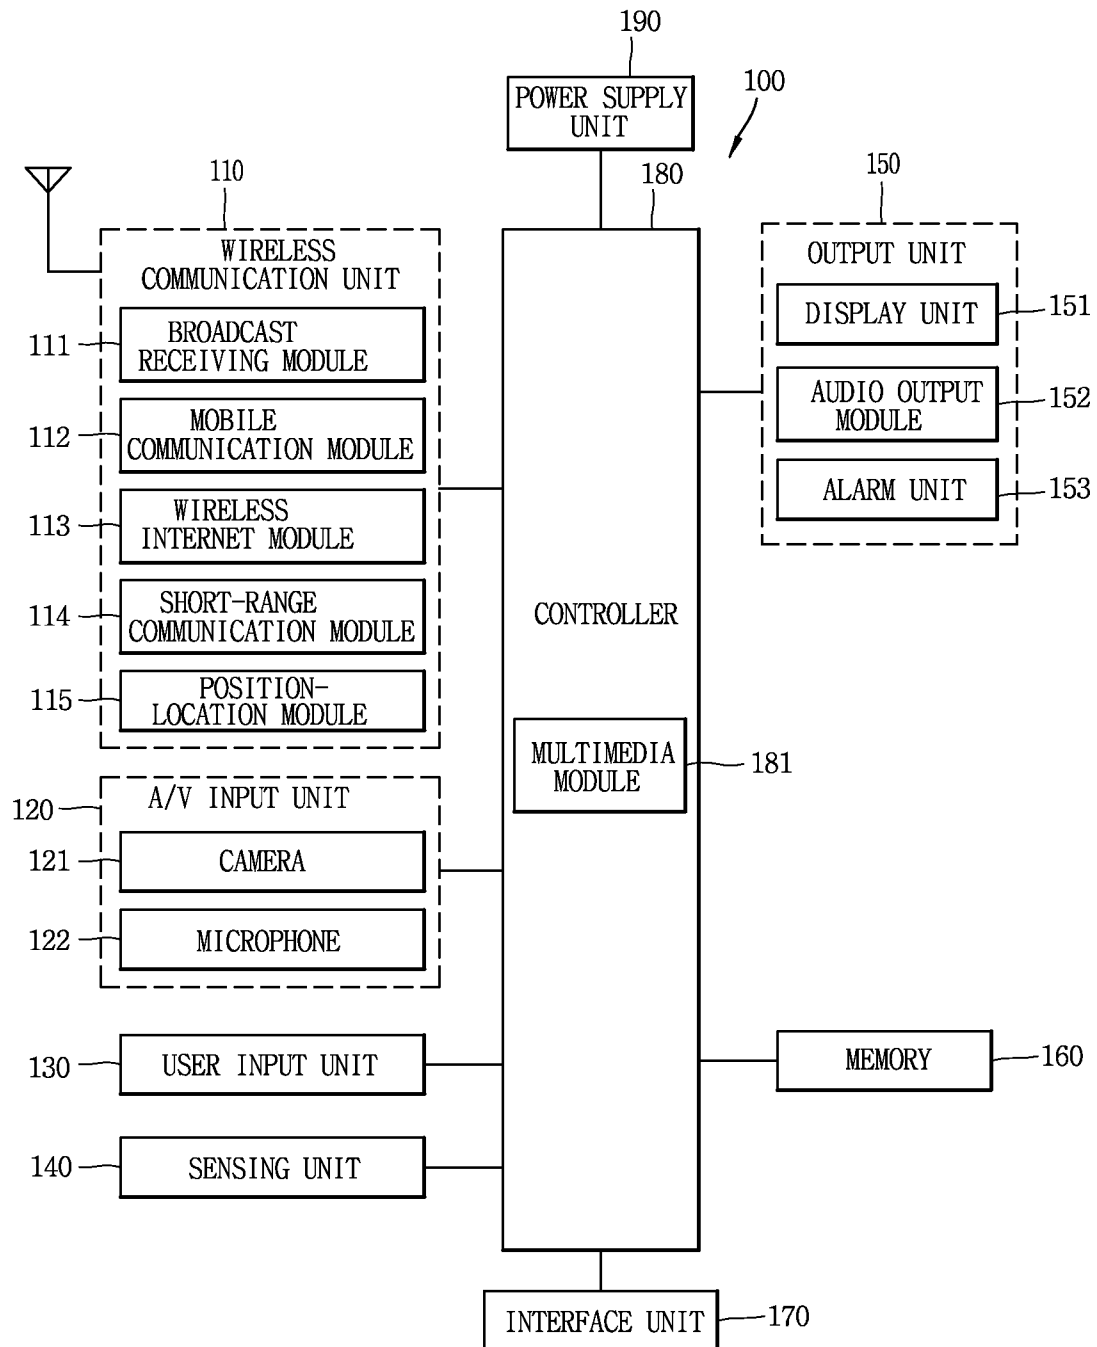 190
POWER SUPPLY
UNIT
100
180
110
WIRELESS
COMMUNICATION UNIT
111
BROADCAST
RECEIVING MODULE
112
MOBILE
COMMUNICATION MODULE
113
WIRELESS
INTERNET MODULE
114
SHORT-RANGE
COMMUNICATION MODULE
115
POSITION-
LOCATION MODULE
120
A/V INPUT UNIT
121
CAMERA
122
MICROPHONE
130
USER INPUT UNIT
140
SENSING UNIT
CONTROLLER
MULTIMEDIA
MODULE
181
150
OUTPUT UNIT
DISPLAY UNIT
151
AUDIO OUTPUT
MODULE
152
ALARM UNIT
153
MEMORY
160
INTERFACE UNIT
170